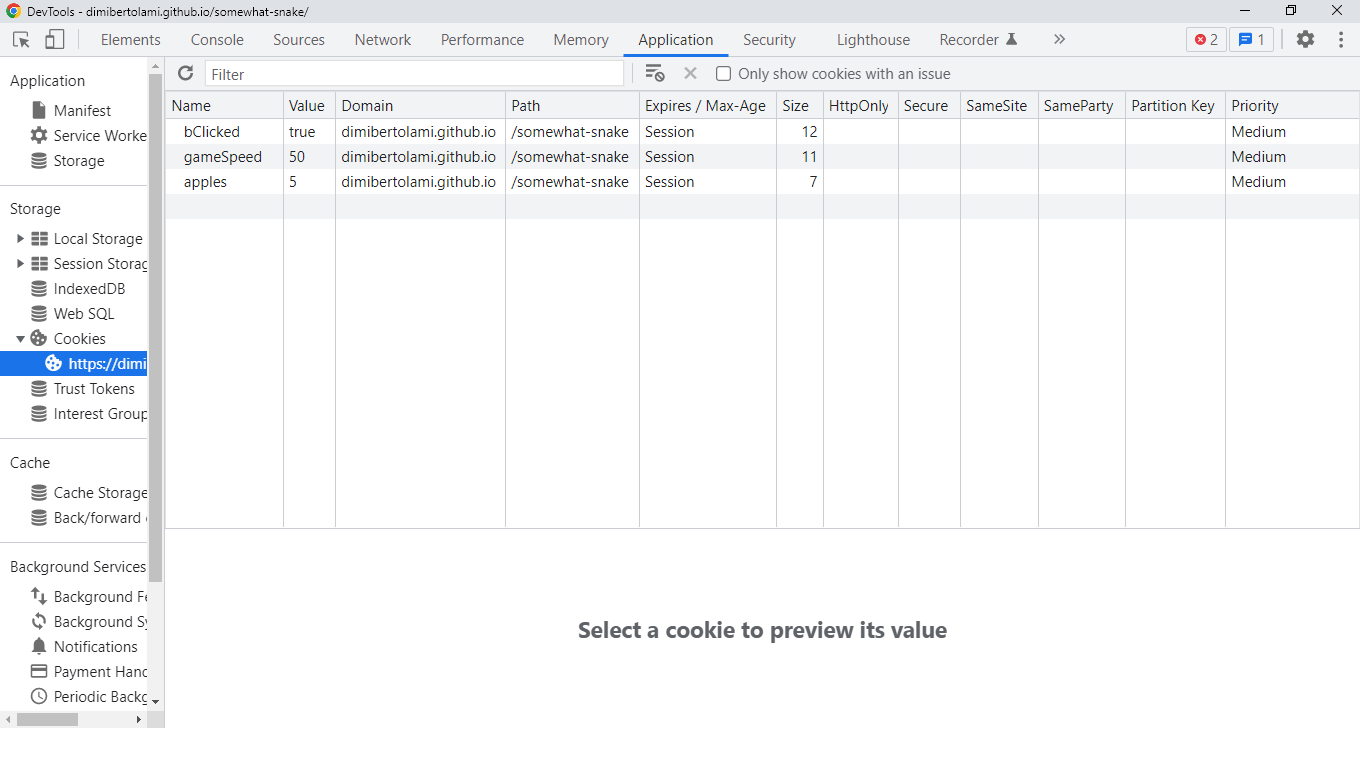 DevTools - dimibertolami.github.io/somewhat-snake/
Elements Console Sources Network Performance Memory Application Security Lighthouse Recorder » 2 1
Filter Only show cookies with an issue
Application
Manifest
Service Worke
Storage
Storage
Local Storage
Session Storag
IndexedDB
Web SQL
Cookies
https://dimi
Trust Tokens
Interest Group
Cache
Cache Storage
Back/forward
Background Services
Background Fe
Background Sy
Notifications
Payment Hand
Periodic Backg
Name Value Domain Path Expires / Max-Age Size HttpOnly Secure SameSite SameParty Partition Key Priority
bClicked true dimibertolami.github.io /somewhat-snake Session 12 Medium
gameSpeed 50 dimibertolami.github.io /somewhat-snake Session 11 Medium
apples 5 dimibertolami.github.io /somewhat-snake Session 7 Medium
Select a cookie to preview its value